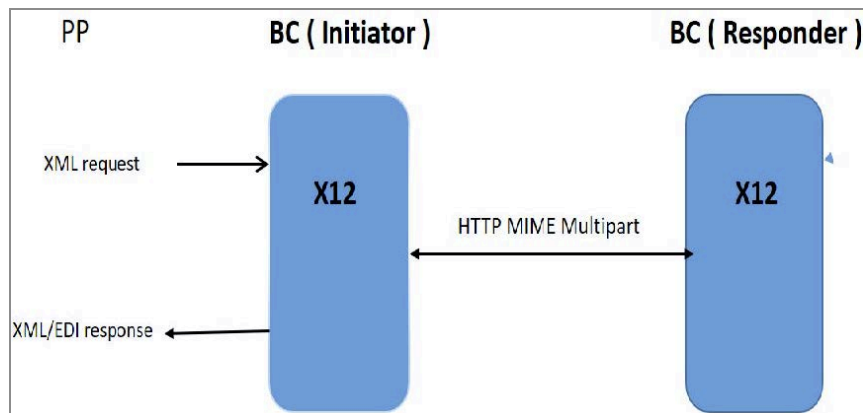 PP
BC ( Initiator )
BC ( Responder)
XML request
X12
X12
HTTP MIME Multipart
XML/EDI response